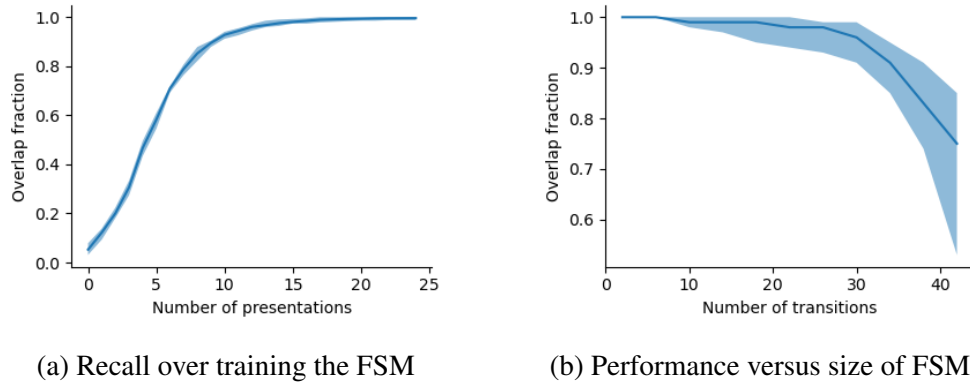 1.0
0.8
0.6
0.4
0.2
0.0
Overlap fraction
0 5 10 15 20 25
Number of presentations
(a) Recall over training the FSM
1.0
0.9
0.8
0.7
0.6
Overlap fraction
0 10 20 30 40
Number of transitions
(b) Performance versus size of FSM